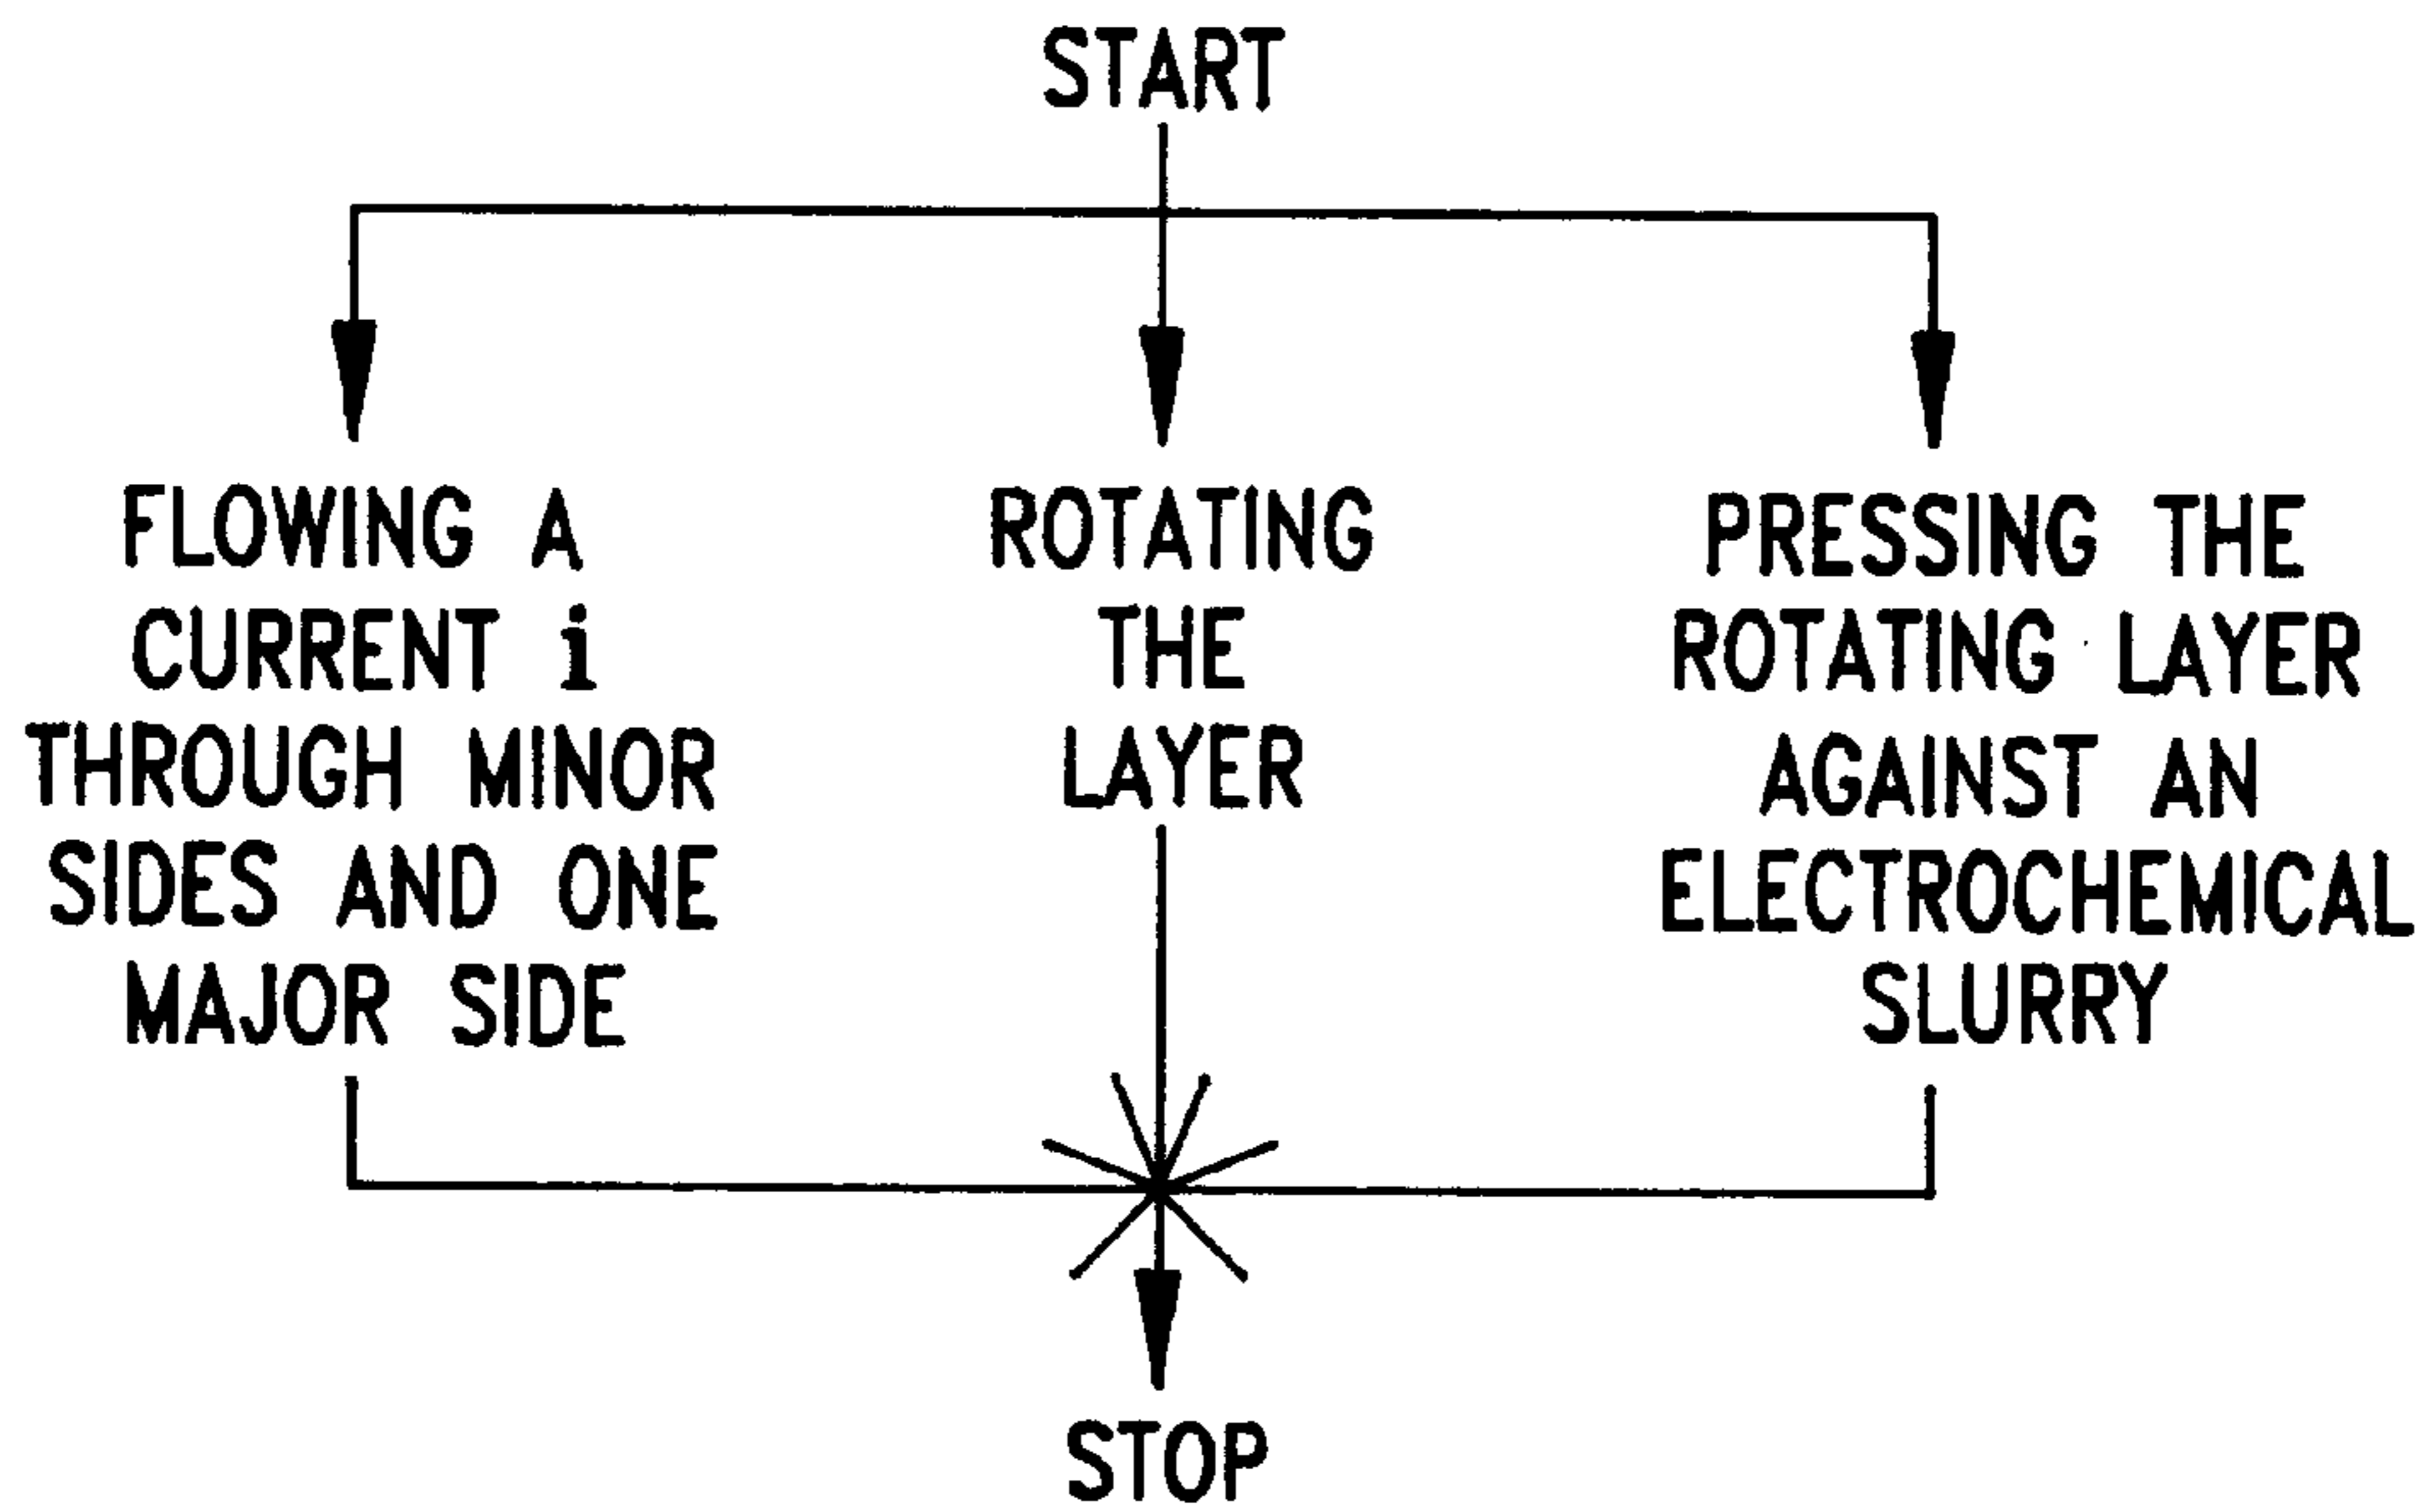 START
FLOWING A
CURRENT i
THROUGH MINOR
SIDES AND ONE
MAJOR SIDE
ROTATING
THE
LAYER
PRESSING THE
ROTATING LAYER
AGAINST AN
ELECTROCHEMICAL
SLURRY
STOP